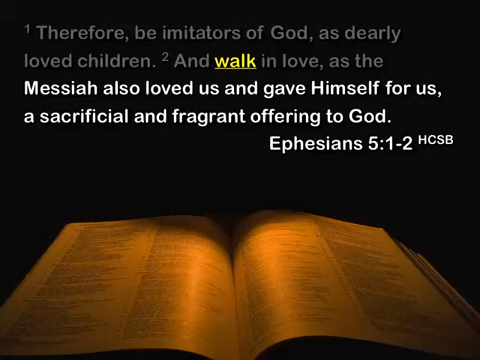 ¹ Therefore, be imitators of God, as dearly
loved children. ² And walk in love, as the
Messiah also loved us and gave Himself for us,
a sacrificial and fragrant offering to God.
Ephesians 5:1-2 HCSB